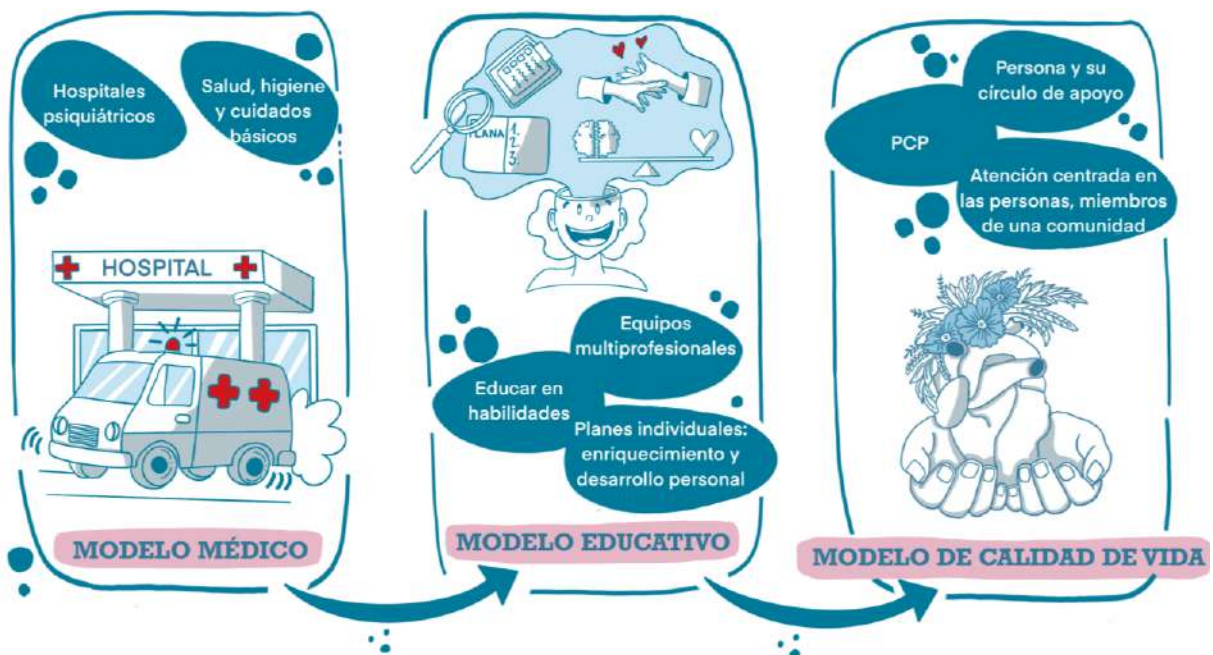 Hospitales
psiquiátricos
Salud, higiene
y cuidados
básicos
HOSPITAL
MODELO MÉDICO
PLANA
1.
2.
3.
Equipos
multiprofesionales
Educar en
habilidades
Planes individuales:
enriquecimiento y
desarrollo personal
MODELO EDUCATIVO
Persona y su
círculo de apoyo
PCP
Atención centrada en
las personas, miembros
de una comunidad
MODELO DE CALIDAD DE VIDA